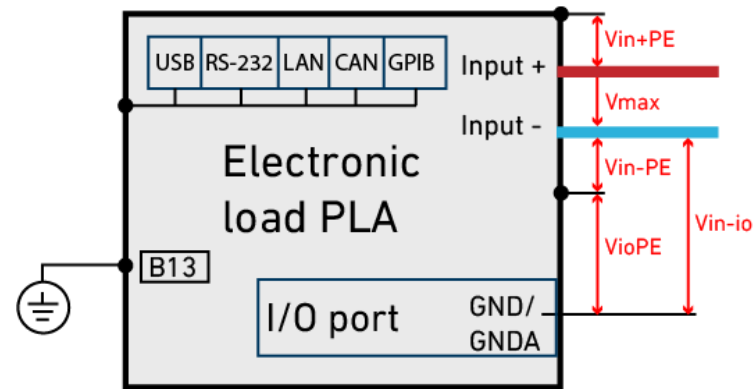 USB RS-232 LAN CAN GPIB
Input +
Input -
Vin+PE
Vmax
Vin-PE
VioPE
Vin-io
Electronic
load PLA
B13
I/O port
GND/
GNDA